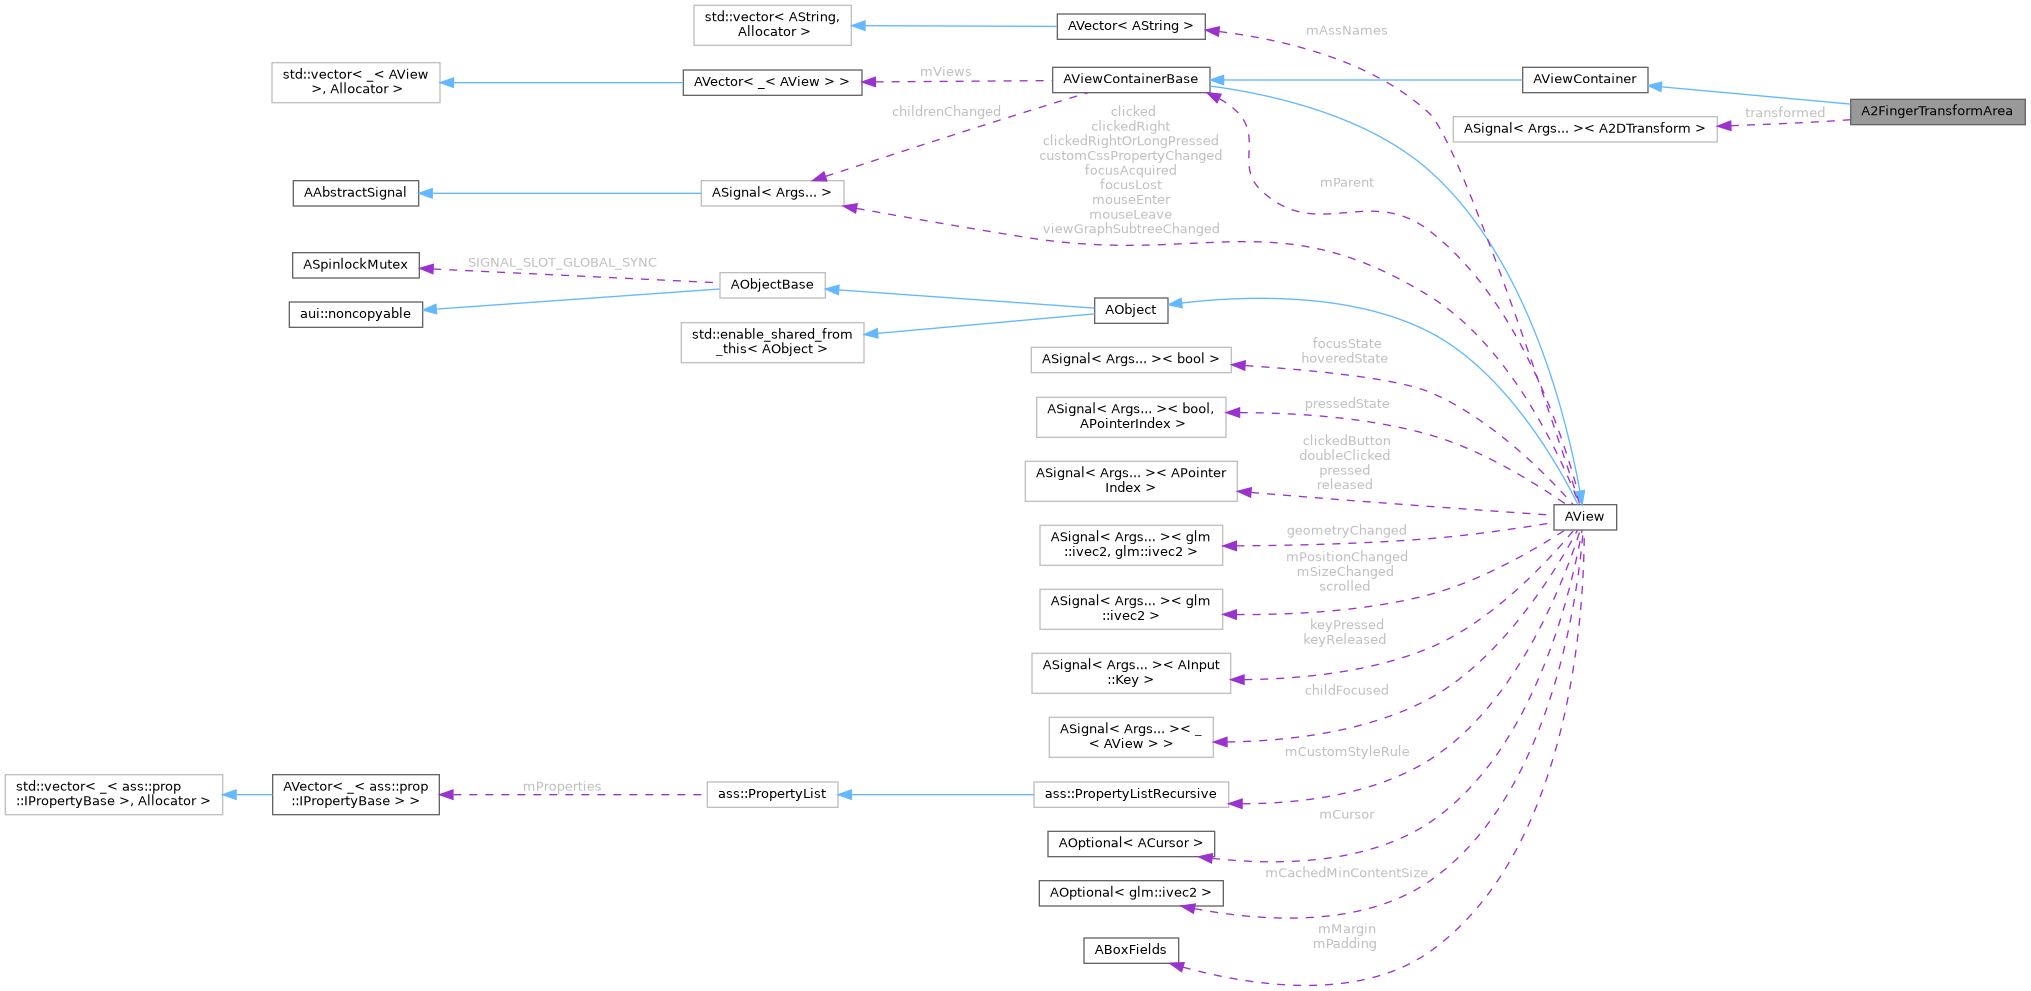 std::vector< AString,
Allocator >
AVector< AString >
mAssNames
std::vector< _< AView
>, Allocator >
AVector< _< AView > >
mViews
AViewContainerBase
AViewContainer
A2FingerTransformArea
transformed
ASignal< Args... >< A2DTransform >
childrenChanged
clicked
clickedRight
clickedRightOrLongPressed
customCssPropertyChanged
focusAcquired
focusLost
mouseEnter
mouseLeave
viewGraphSubtreeChanged
mParent
AAbstractSignal
ASignal< Args... >
ASpinlockMutex
SIGNAL_SLOT_GLOBAL_SYNC
AObjectBase
aui::noncopyable
AObject
std::enable_shared_from
_this< AObject >
ASignal< Args... >< bool >
focusState
hoveredState
ASignal< Args... >< bool,
APointerIndex >
pressedState
ASignal< Args... >< APointer
Index >
clickedButton
doubleClicked
pressed
released
AView
ASignal< Args... >< glm
::ivec2, glm::ivec2 >
geometryChanged
ASignal< Args... >< glm
::ivec2 >
mPositionChanged
mSizeChanged
scrolled
ASignal< Args... >< AInput
::Key >
keyPressed
keyReleased
ASignal< Args... >< _
< AView > >
childFocused
std::vector< _< ass::prop
::IPropertyBase >, Allocator >
AVector< _< ass::prop
::IPropertyBase > >
mProperties
ass::PropertyList
ass::PropertyListRecursive
mCustomStyleRule
AOptional< ACursor >
mCursor
AOptional< glm::ivec2 >
mCachedMinContentSize
ABoxFields
mMargin
mPadding